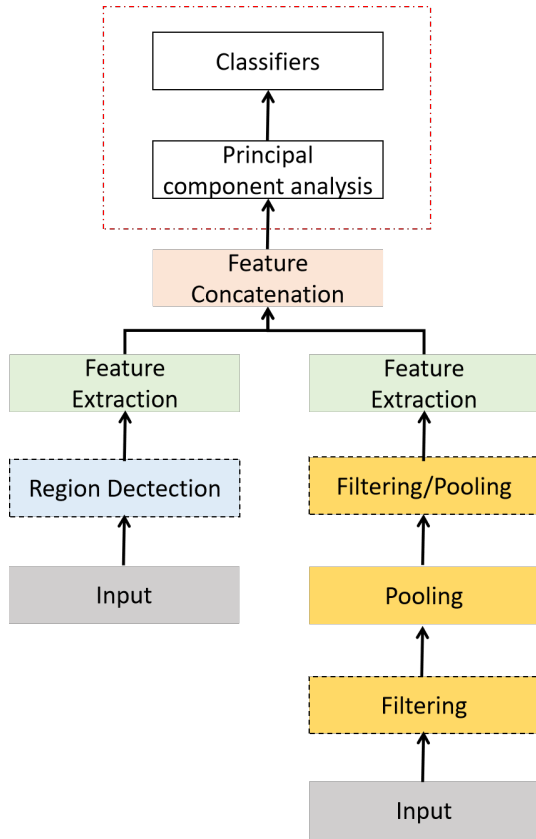 Classifiers
Principal
component analysis
Feature
Concatenation
Feature
Extraction
Feature
Extraction
Region Dectection
Filtering/Pooling
Input
Pooling
Filtering
Input